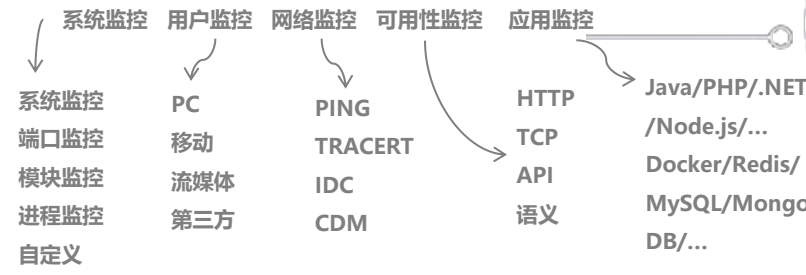 系统监控 用户监控 网络监控 可用性监控 应用监控
系统监控
端口监控
模块监控
进程监控
自定义
PC
移动
流媒体
第三方
PING
TRACERT
IDC
CDM
HTTP
TCP
API
语义
Java/PHP/.NET
/Node.js/...
Docker/Redis/
MySQL/Mongo
DB/...